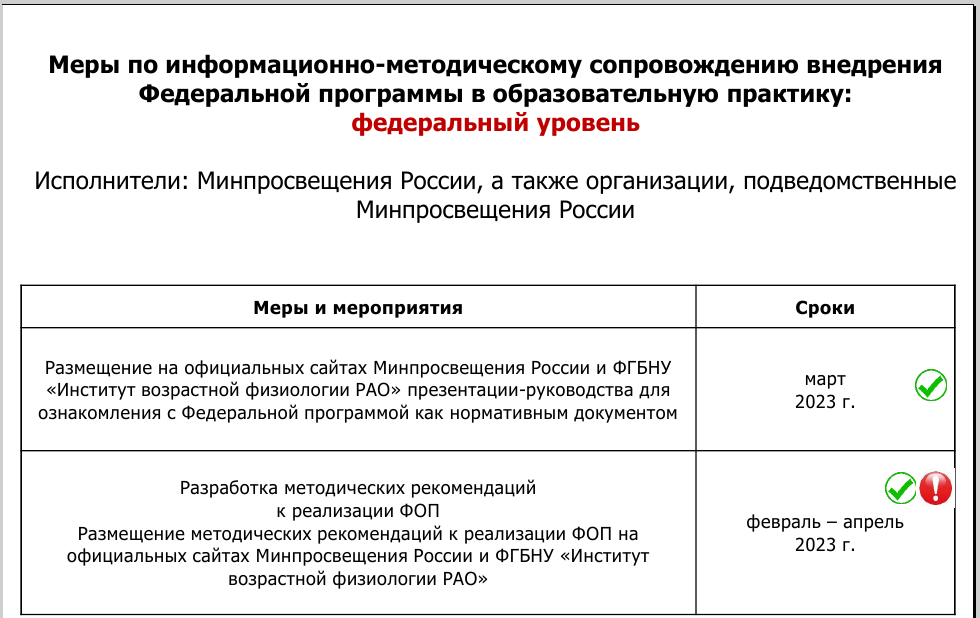 Меры по информационно-методическому сопровождению внедрения
Федеральной программы в образовательную практику:
федеральный уровень
Исполнители: Минпросвещения России, а также организации, подведомственные
Минпросвещения России
Меры и мероприятия
Сроки
Размещение на официальных сайтах Минпросвещения России и ФГБНУ
«Институт возрастной физиологии РАО» презентации-руководства для
ознакомления с Федеральной программой как нормативным документом
март
2023 г.
Разработка методических рекомендаций
к реализации ФОП
Размещение методических рекомендаций к реализации ФОП на
официальных сайтах Минпросвещения России и ФГБНУ «Институт
возрастной физиологии РАО»
февраль – апрель
2023 г.